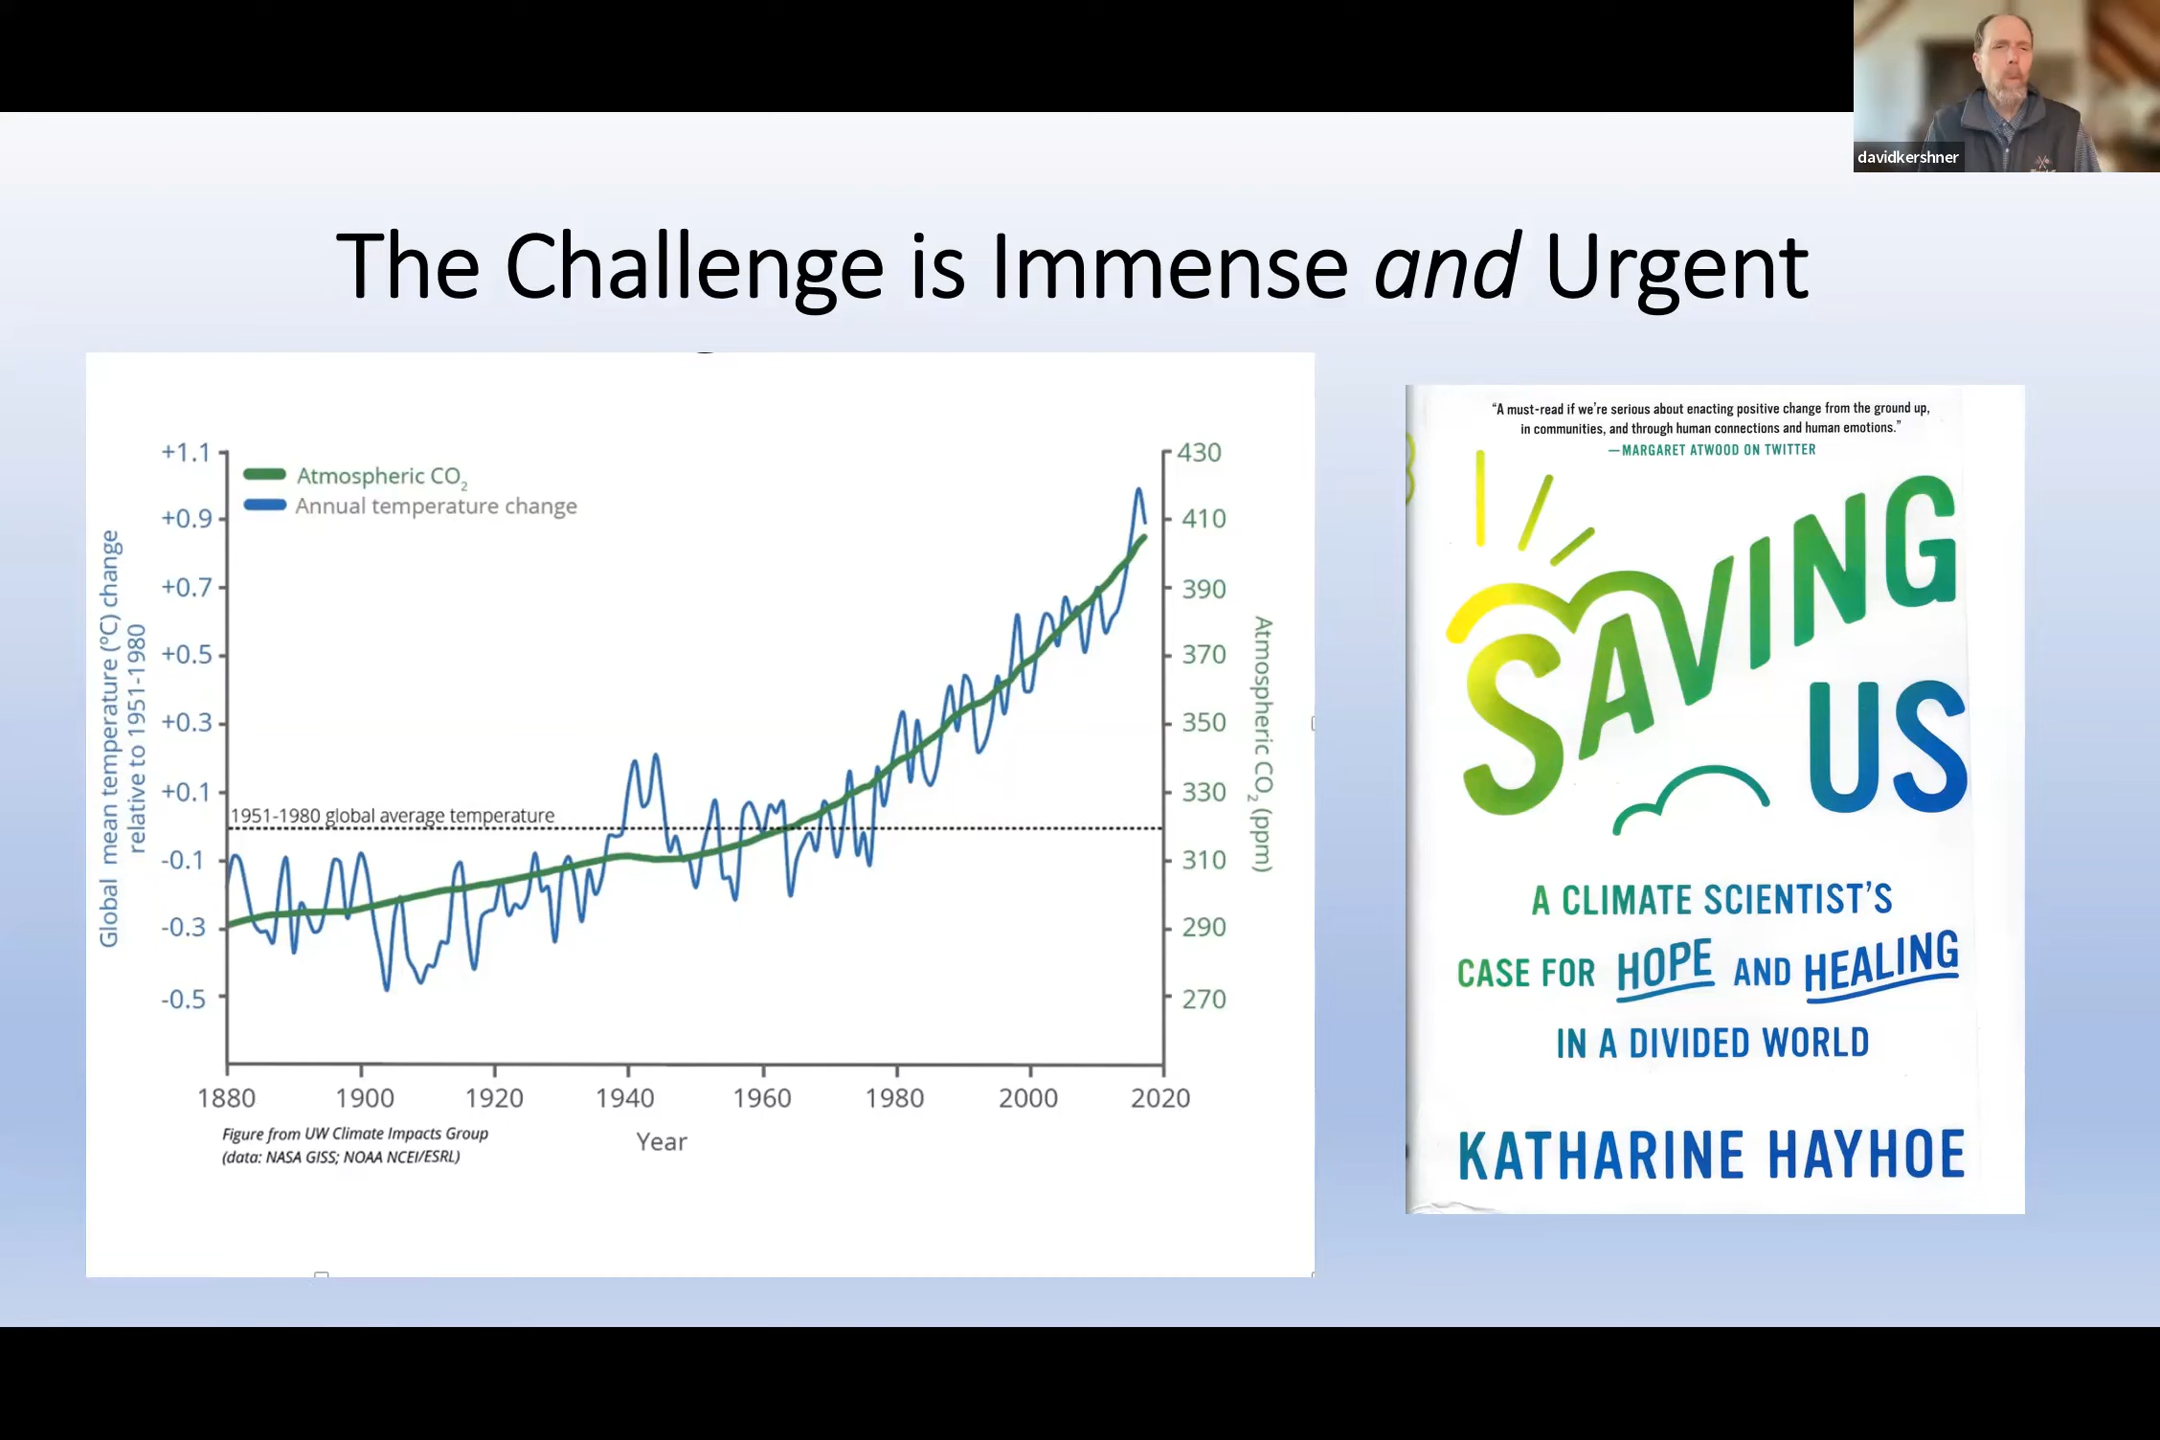 davidkershner
The Challenge is Immense and Urgent
+1.1
+0.9
+0.7
+0.5
+0.3
+0.1
-0.1
-0.3
-0.5
Global mean temperature (°C) change
relative to 1951-1980
Atmospheric CO₂
Annual temperature change
1951-1980 global average temperature
430
410
390
370
350
330
310
290
270
Atmospheric CO₂ (ppm)
1880 1900 1920 1940 1960 1980 2000 2020
Year
Figure from UW Climate Impacts Group
(data: NASA GISS; NOAA NCEI/ESRL)
“A must-read if we’re serious about enacting positive change from the ground up,
in communities, and through human connections and human emotions.”
—MARGARET ATWOOD ON TWITTER
SAVING
US
A CLIMATE SCIENTIST’S
CASE FOR HOPE AND HEALING
IN A DIVIDED WORLD
KATHARINE HAYHOE